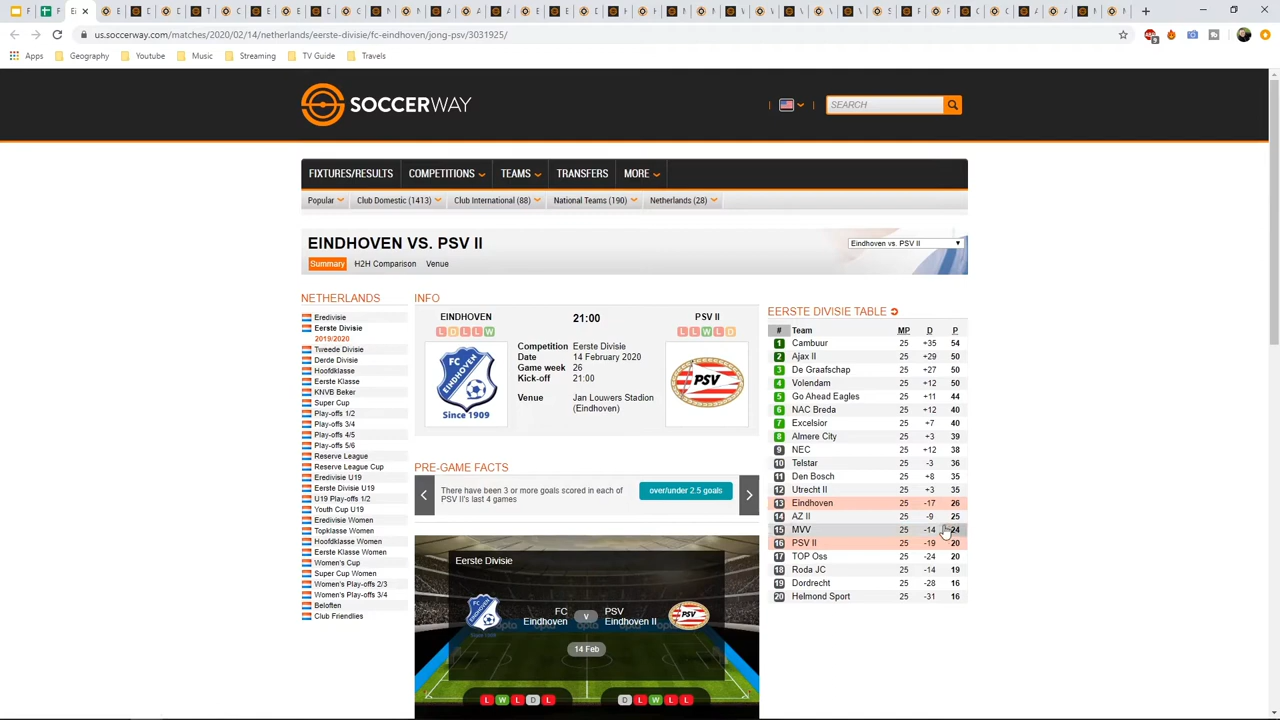 Ei
us.soccerway.com/matches/2020/02/14/netherlands/eerste-divisie/fc-eindhoven/jong-psv/3031925/
Apps Geography Youtube Music Streaming TV Guide Travels
SOCCERWAY
SEARCH
FIXTURES/RESULTS COMPETITIONS TEAMS TRANSFERS MORE
Popular Club Domestic (1413) Club International (88) National Teams (190) Netherlands (28)
EINDHOVEN VS. PSV II
Eindhoven vs. PSV II
Summary H2H Comparison Venue
NETHERLANDS
Eredivisie
Eerste Divisie
2019/2020
Tweede Divisie
Derde Divisie
Hoofdklasse
Eerste Klasse
KNVB Beker
Super Cup
Play-offs 1/2
Play-offs 3/4
Play-offs 4/5
Play-offs 5/6
Reserve League
Reserve League Cup
Eredivisie U19
Eerste Divisie U19
U19 Play-offs 1/2
Youth Cup U19
Eredivisie Women
Topklasse Women
Hoofdklasse Women
Eerste Klasse Women
Women's Cup
Super Cup Women
Women's Play-offs 2/3
Women's Play-offs 3/4
Beloften
Club Friendlies
INFO
EINDHOVEN
L D L L W
FC EINDHOVEN
Since 1909
21:00
Competition Eerste Divisie
Date 14 February 2020
Game week 26
Kick-off 21:00
Venue Jan Louwers Stadion
(Eindhoven)
PSV II
L L W L D
PSV
PRE-GAME FACTS
There have been 3 or more goals scored in each of
PSV II's last 4 games
over/under 2.5 goals
Eerste Divisie
FC
Eindhoven
V
PSV
Eindhoven II
14 Feb
L W L D L
D L W L L
EERSTE DIVISIE TABLE
# Team MP D P
1 Cambuur 25 +35 54
2 Ajax II 25 +29 50
3 De Graafschap 25 +27 50
4 Volendam 25 +12 50
5 Go Ahead Eagles 25 +11 44
6 NAC Breda 25 +12 40
7 Excelsior 25 +7 40
8 Almere City 25 +3 39
9 NEC 25 +12 38
10 Telstar 25 -3 36
11 Den Bosch 25 +8 35
12 Utrecht II 25 +3 35
13 Eindhoven 25 -17 26
14 AZ II 25 -9 25
15 MVV 25 -14 24
16 PSV II 25 -19 20
17 TOP Oss 25 -24 20
18 Roda JC 25 -14 19
19 Dordrecht 25 -28 16
20 Helmond Sport 25 -31 16